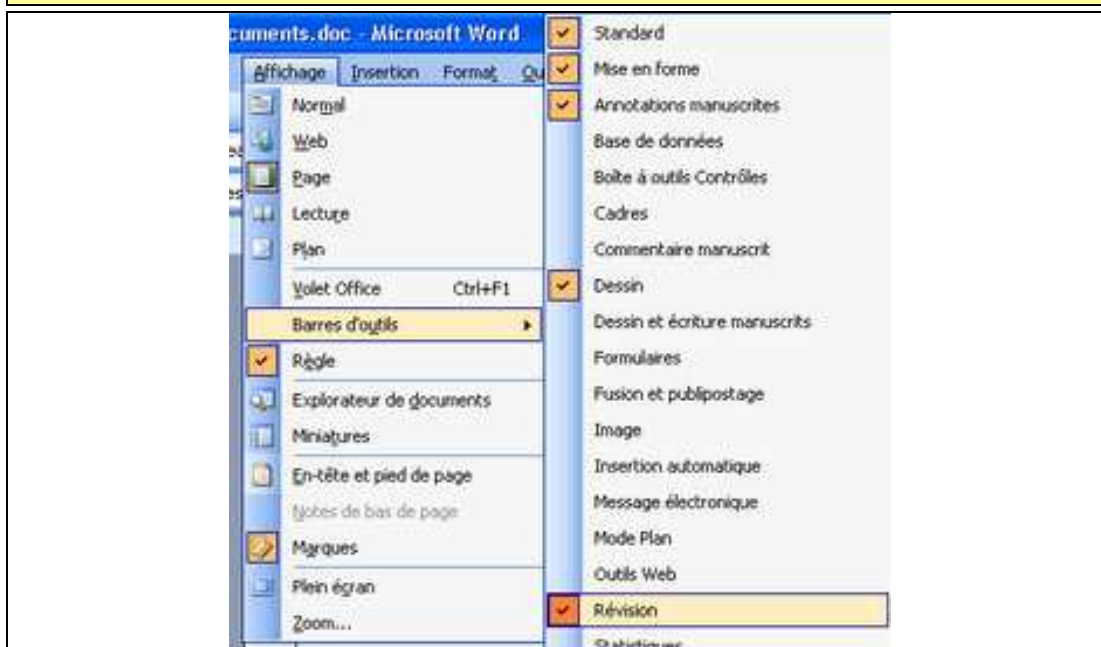 cuments.doc - Microsoft Word
Affichage Insertion Format Ou
Normal
Web
Page
Lecture
Plan
Volet Office Ctrl+F1
Barres d'outils
Règle
Explorateur de documents
Miniatures
En-tête et pied de page
Notes de bas de page
Marques
Plein écran
Zoom...
Standard
Mise en forme
Annotations manuscrites
Base de données
Boîte à outils Contrôles
Cadres
Commentaire manuscrit
Dessin
Dessin et écriture manuscrits
Formulaires
Fusion et publipostage
Image
Insertion automatique
Message électronique
Mode Plan
Outils Web
Révision
Statistiques